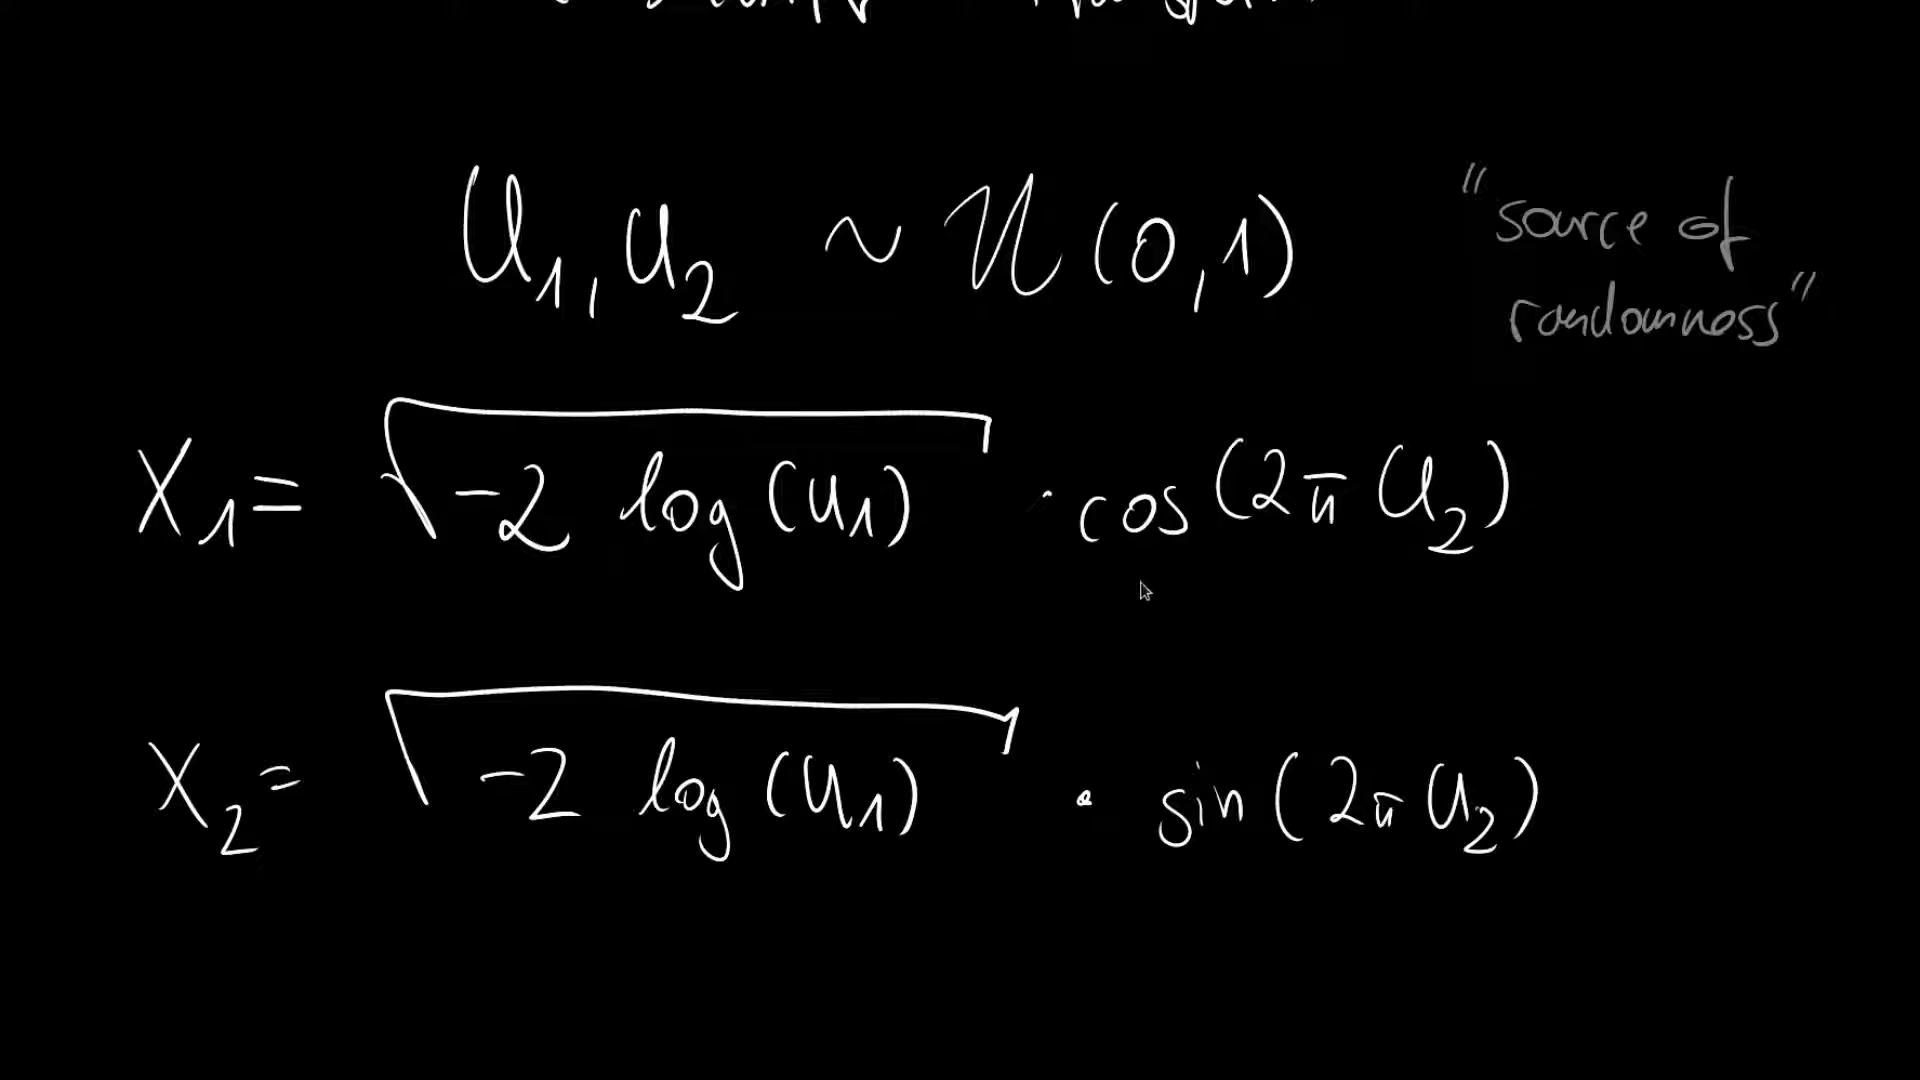 U₁, U₂ ~ 𝒰(0,1)
"source of
randomness"
X₁ = √(-2 log(U₁)) · cos(2π U₂)
X₂ = √(-2 log(U₁)) · sin(2π U₂)